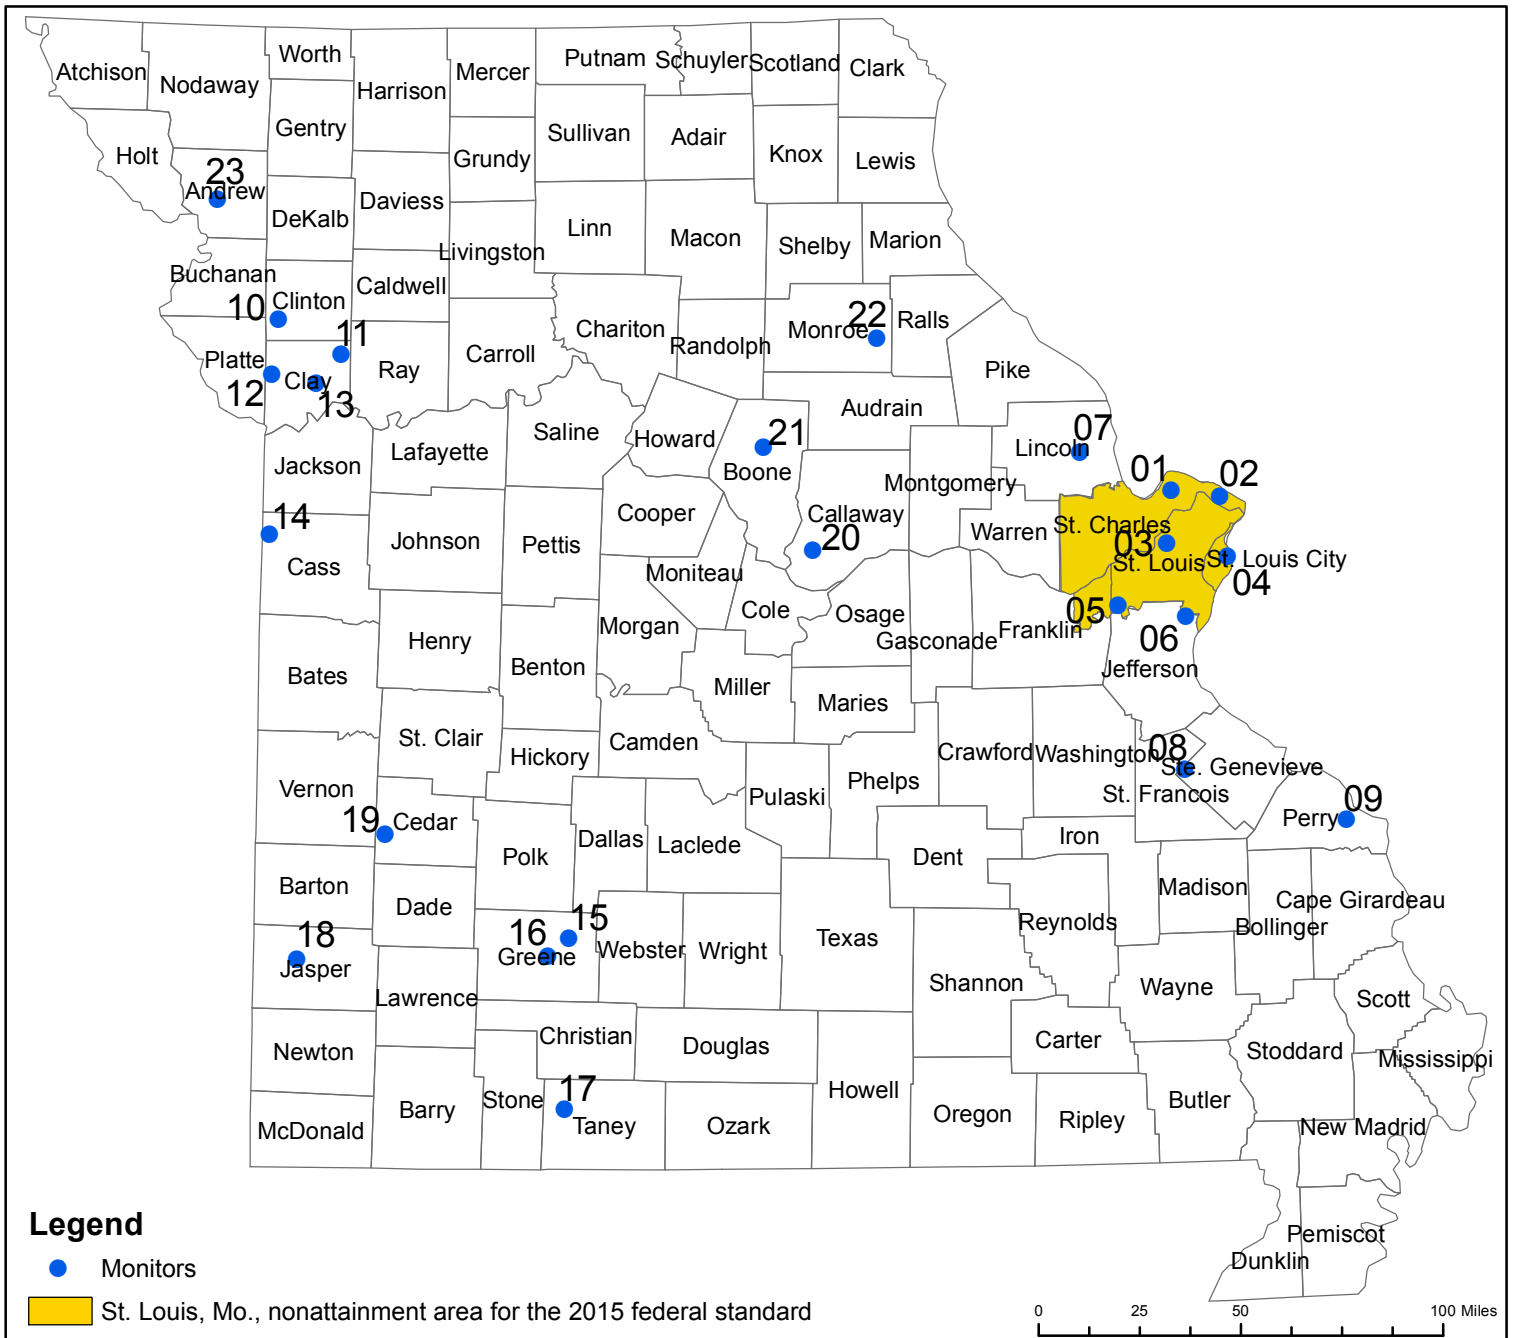 Atchison
Nodaway
Worth
Harrison
Mercer
Putnam
Schuyler
Scotland
Clark
Holt
Gentry
Grundy
Sullivan
Adair
Knox
Lewis
23
Andrew
DeKalb
Daviess
Livingston
Linn
Macon
Shelby
Marion
Buchanan
10
Clinton
Caldwell
Chariton
Randolph
22
Monroe
Ralls
11
Platte
12
Clay
13
Ray
Carroll
Pike
Audrain
Jackson
Lafayette
Saline
Howard
21
Boone
07
Lincoln
Montgomery
01
02
14
Cass
Johnson
Pettis
Cooper
Callaway
20
Warren
St. Charles
03
St. Louis
St. Louis City
04
Moniteau
Cole
Osage
Gasconade
Franklin
05
06
Jefferson
Bates
Henry
Benton
Morgan
Miller
Maries
St. Clair
Hickory
Camden
Pulaski
Phelps
Crawford
Washington
08
Ste. Genevieve
St. Francois
Vernon
19
Cedar
Polk
Dallas
Laclede
Dent
Iron
Perry
09
Barton
Dade
Madison
Cape Girardeau
Bollinger
Reynolds
18
Jasper
16
15
Greene
Webster
Wright
Texas
Shannon
Wayne
Scott
Lawrence
Christian
Douglas
Carter
Stoddard
Mississippi
Newton
Barry
Stone
17
Taney
Ozark
Howell
Oregon
Ripley
Butler
New Madrid
McDonald
Pemiscot
Dunklin
Legend
Monitors
St. Louis, Mo., nonattainment area for the 2015 federal standard
0 25 50 100 Miles